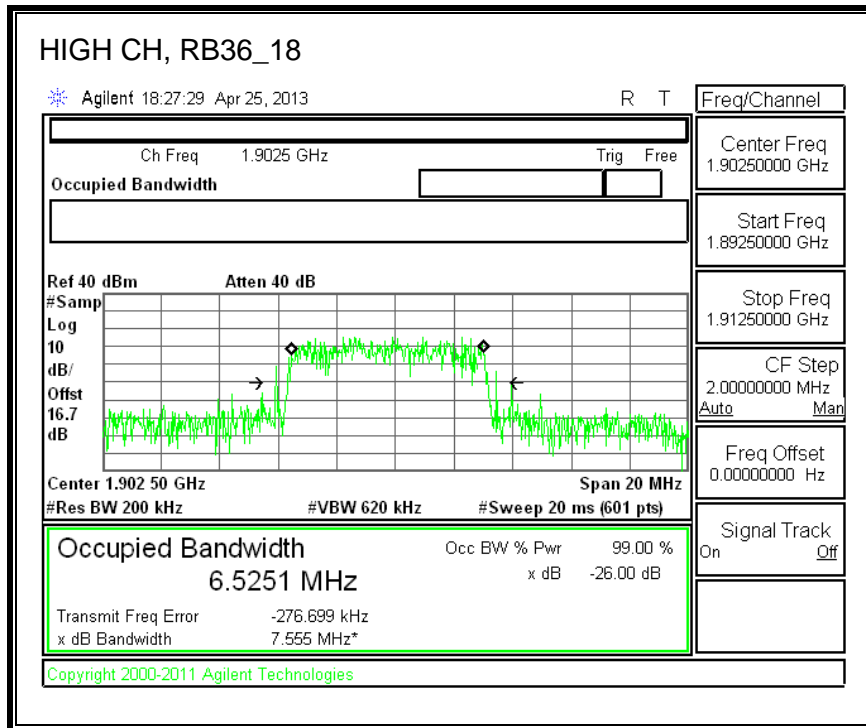 HIGH CH, RB36_18
Agilent 18:27:29 Apr 25, 2013 R T
Freq/Channel
Ch Freq 1.9025 GHz Trig Free
Occupied Bandwidth
Center Freq
1.90250000 GHz
Start Freq
1.89250000 GHz
Stop Freq
1.91250000 GHz
CF Step
2.00000000 MHz
Auto Man
Freq Offset
0.00000000 Hz
Signal Track
On Off
Ref 40 dBm Atten 40 dB
#Samp
Log
10
dB/
Offst
16.7
dB
Center 1.902 50 GHz Span 20 MHz
#Res BW 200 kHz #VBW 620 kHz #Sweep 20 ms (601 pts)
Occupied Bandwidth
6.5251 MHz
Occ BW % Pwr 99.00 %
x dB -26.00 dB
Transmit Freq Error -276.699 kHz
x dB Bandwidth 7.555 MHz*
Copyright 2000-2011 Agilent Technologies